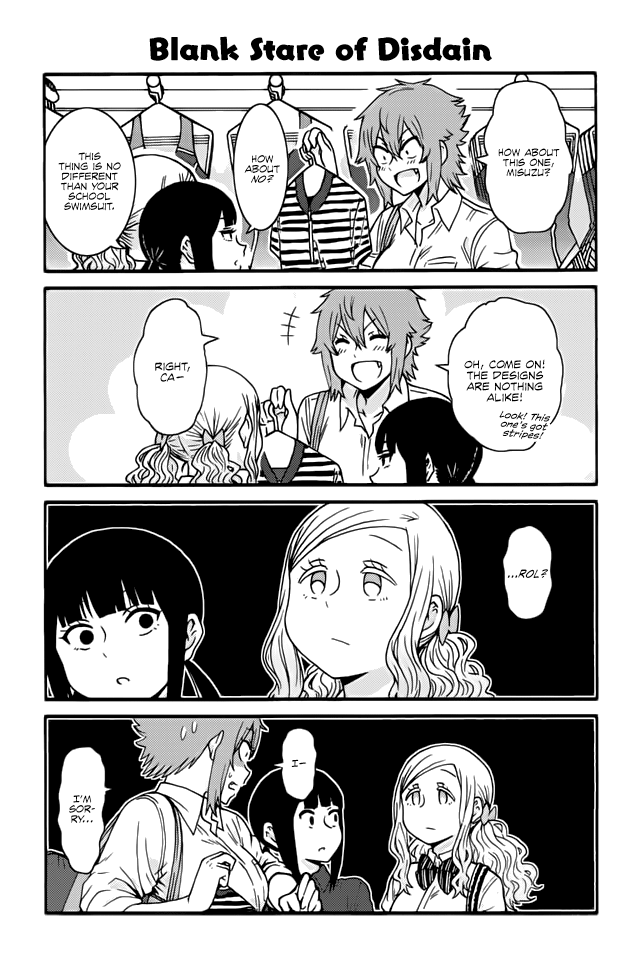 Blank Stare of Disdain
HOW ABOUT
THIS ONE,
MISUZU?
HOW
ABOUT
NO?
THIS
THING IS NO
DIFFERENT
THAN YOUR
SCHOOL
SWIMSUIT.
OH, COME ON!
THE DESIGNS
ARE NOTHING
ALIKE!
Look! This
one's got
stripes!
RIGHT,
CA-
...ROL?
I-
I'M
SOR-
RY...